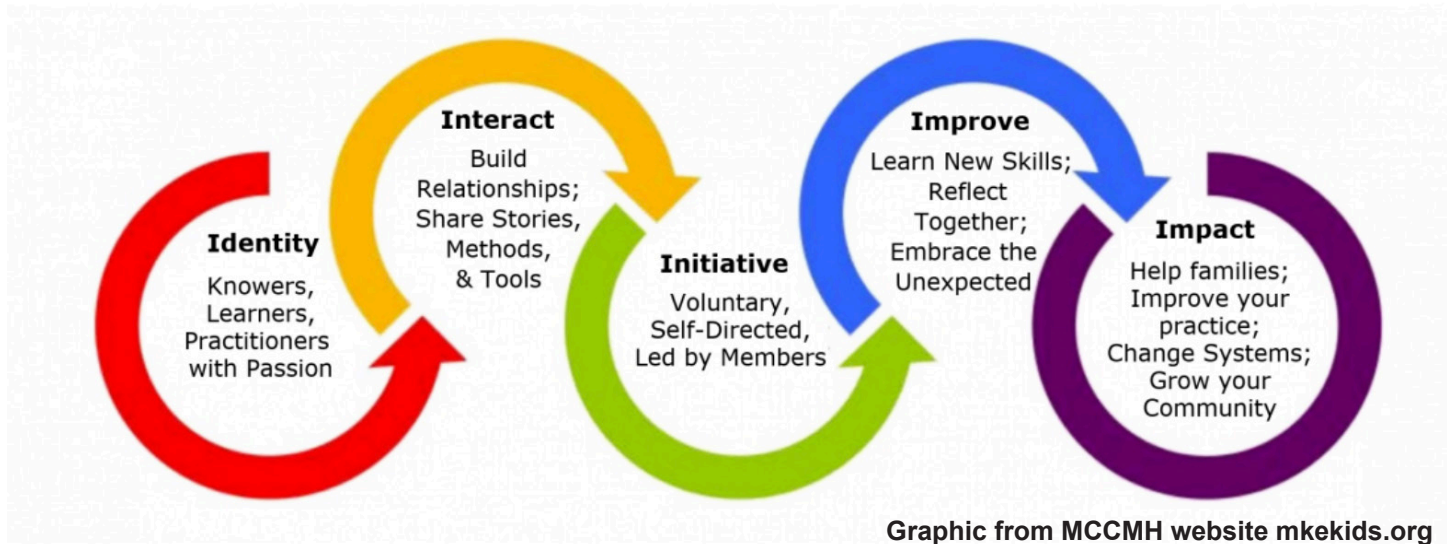 Identity
Knowers,
Learners,
Practitioners
with Passion
Interact
Build
Relationships;
Share Stories,
Methods,
& Tools
Initiative
Voluntary,
Self-Directed,
Led by Members
Improve
Learn New Skills;
Reflect
Together;
Embrace the
Unexpected
Impact
Help families;
Improve your
practice;
Change Systems;
Grow your
Community
Graphic from MCCMH website mkekids.org